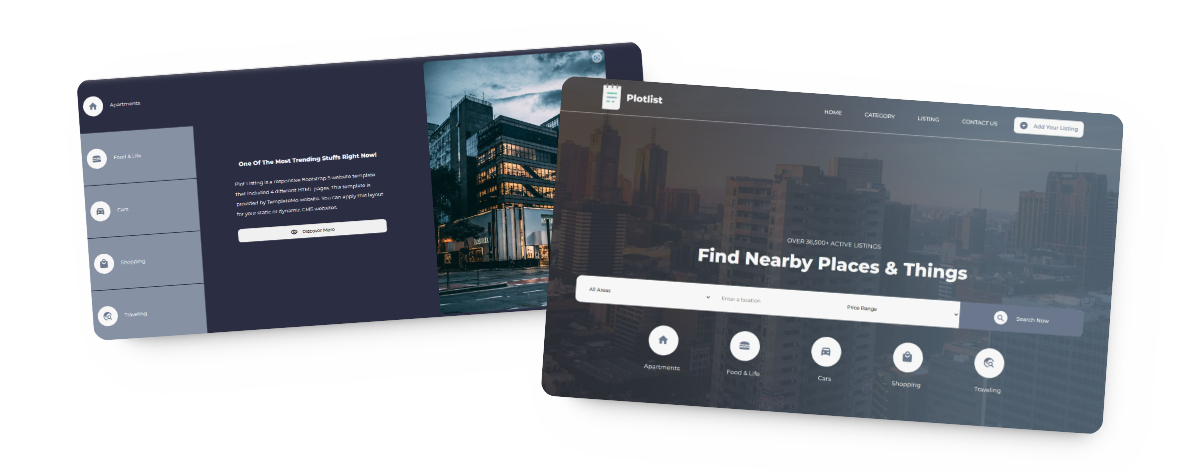 Apartments
Food & Life
Cars
Shopping
Traveling
One Of The Most Trending Stuffs Right Now!
Plot Listing is a responsive Bootstrap 5 website template
that included 4 different HTML pages. This template is
provided by TemplateMo website. You can apply this layout
for your static or dynamic CMS websites.
Discover More
Plotlist
HOME
CATEGORY
LISTING
CONTACT US
Add Your Listing
OVER 36,500+ ACTIVE LISTINGS
Find Nearby Places & Things
All Areas
Enter a location
Price Range
Search Now
Apartments
Food & Life
Cars
Shopping
Traveling